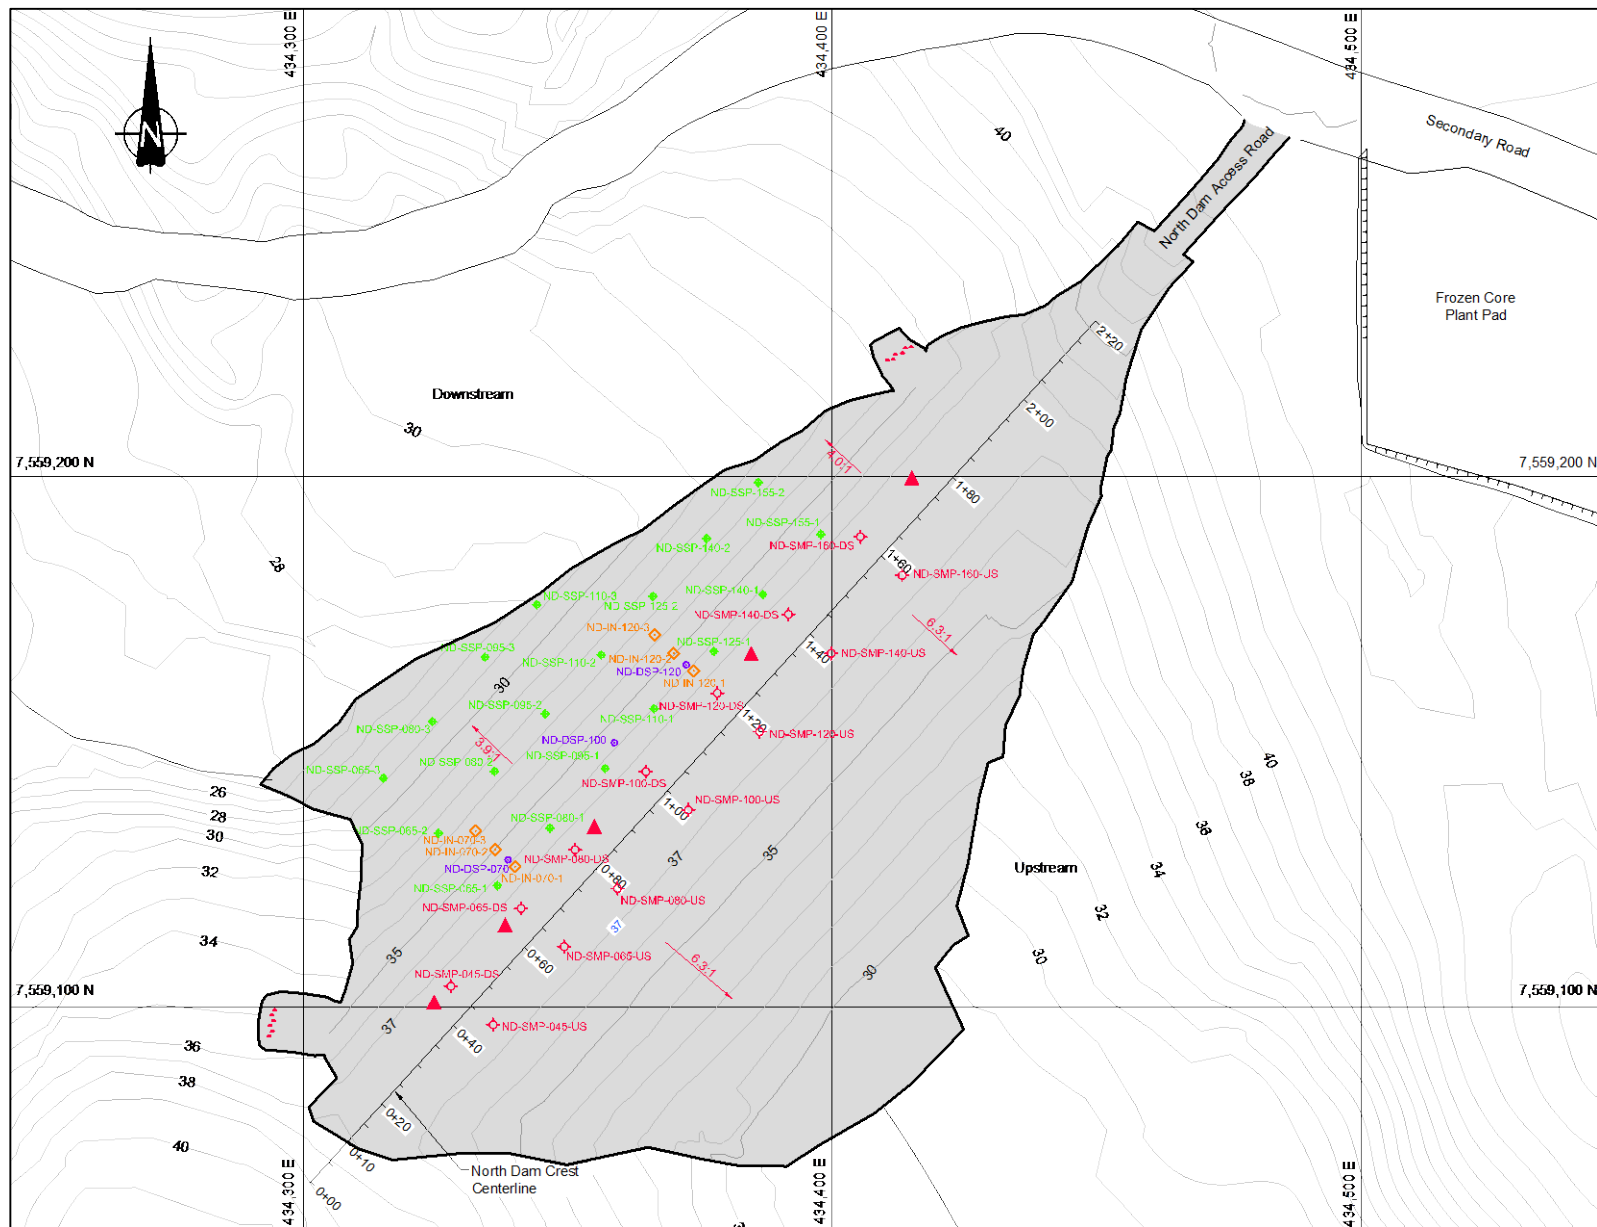 434,300 E
434,400 E
434,500 E
N
40
Secondary Road
North Dam Access Road
Frozen Core
Plant Pad
2+20
Downstream
30
2+00
4.0:1
7,559,200 N
7,559,200 N
1+80
ND-SSP-155-2
ND-SSP-155-1
ND-SSP-140-2
ND-SMP-160-DS
28
1+60
ND-SMP-160-US
ND-SSP-110-3
ND-SSP-125-2
ND-SSP-140-1
ND-SMP-140-DS
ND-IN-120-3
6.3:1
ND-SSP-095-3
ND-SSP-110-2
ND-IN-120-2
ND-SSP-125-1
1+40
ND-SMP-140-US
ND-DSP-120
ND-IN-120-1
30
ND-SSP-095-2
ND-SSP-110-1
ND-SMP-120-DS
1+20
ND-SMP-120-US
ND-SSP-080-3
3.9:1
ND-DSP-100
ND-SSP-095-1
ND-SSP-065-3
ND-SSP-080-2
ND-SMP-100-DS
40
38
26
ND-SMP-100-US
1+00
28
30
ND-SSP-065-2
ND-SSP-080-1
36
ND-IN-070-3
ND-IN-070-2
ND-SMP-080-DS
37
35
32
ND-DSP-070
ND-IN-070-1
0+80
Upstream
34
ND-SSP-065-1
ND-SMP-080-US
ND-SMP-065-DS
32
37
34
35
0+60
ND-SMP-065-US
6.3:1
30
30
ND-SMP-045-DS
7,559,100 N
7,559,100 N
37
ND-SMP-045-US
0+40
36
38
0+20
40
0+10
North Dam Crest
Centerline
0+00
434,300 E
434,400 E
434,500 E